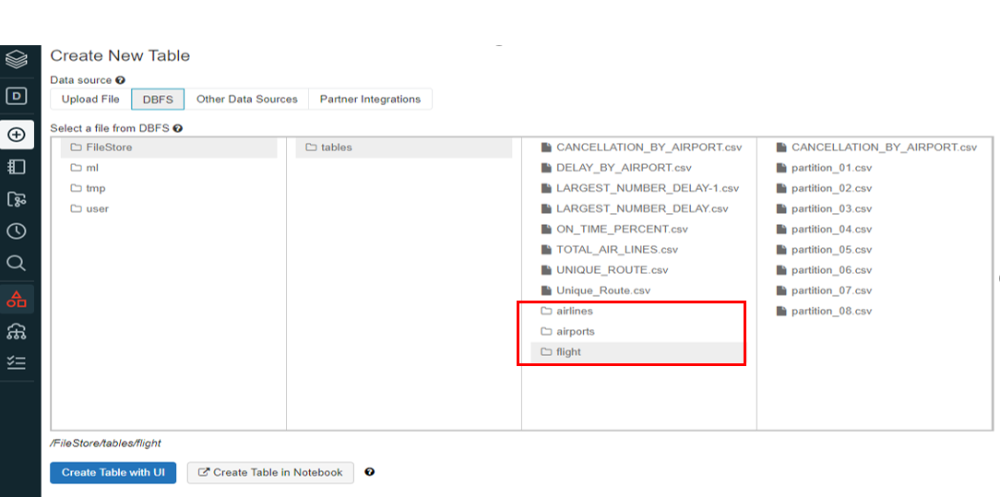 Create New Table
Data source
Upload File
DBFS
Other Data Sources
Partner Integrations
Select a file from DBFS
FileStore
ml
tmp
user
tables
CANCELLATION_BY_AIRPORT.csv
DELAY_BY_AIRPORT.csv
LARGEST_NUMBER_DELAY-1.csv
LARGEST_NUMBER_DELAY.csv
ON_TIME_PERCENT.csv
TOTAL_AIR_LINES.csv
UNIQUE_ROUTE.csv
Unique_Route.csv
airlines
airports
flight
CANCELLATION_BY_AIRPORT.csv
partition_01.csv
partition_02.csv
partition_03.csv
partition_04.csv
partition_05.csv
partition_06.csv
partition_07.csv
partition_08.csv
/FileStore/tables/flight
Create Table with UI
Create Table in Notebook